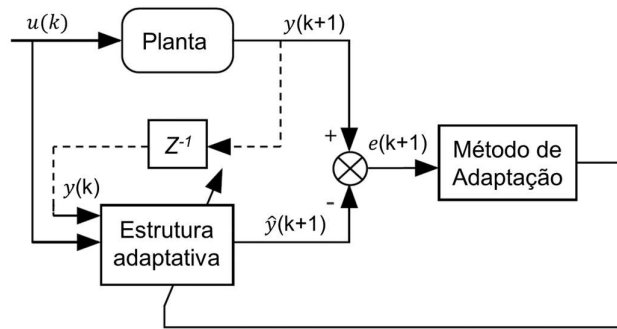 u(k)
Planta
y(k+1)
Z⁻¹
+
e(k+1)
Método de
Adaptação
y(k)
-
Estrutura
adaptativa
ŷ(k+1)